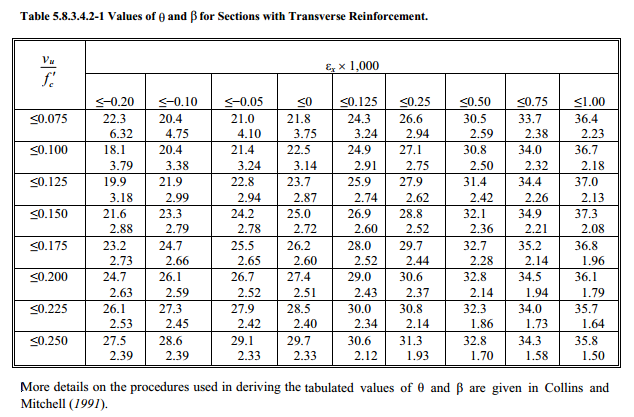 Table 5.8.3.4.2-1 Values of θ and β for Sections with Transverse Reinforcement.
vu
f′c
εx × 1,000
≤–0.20 ≤–0.10 ≤–0.05 ≤0 ≤0.125 ≤0.25 ≤0.50 ≤0.75 ≤1.00
≤0.075 22.3 20.4 21.0 21.8 24.3 26.6 30.5 33.7 36.4
6.32 4.75 4.10 3.75 3.24 2.94 2.59 2.38 2.23
≤0.100 18.1 20.4 21.4 22.5 24.9 27.1 30.8 34.0 36.7
3.79 3.38 3.24 3.14 2.91 2.75 2.50 2.32 2.18
≤0.125 19.9 21.9 22.8 23.7 25.9 27.9 31.4 34.4 37.0
3.18 2.99 2.94 2.87 2.74 2.62 2.42 2.26 2.13
≤0.150 21.6 23.3 24.2 25.0 26.9 28.8 32.1 34.9 37.3
2.88 2.79 2.78 2.72 2.60 2.52 2.36 2.21 2.08
≤0.175 23.2 24.7 25.5 26.2 28.0 29.7 32.7 35.2 36.8
2.73 2.66 2.65 2.60 2.52 2.44 2.28 2.14 1.96
≤0.200 24.7 26.1 26.7 27.4 29.0 30.6 32.8 34.5 36.1
2.63 2.59 2.52 2.51 2.43 2.37 2.14 1.94 1.79
≤0.225 26.1 27.3 27.9 28.5 30.0 30.8 32.3 34.0 35.7
2.53 2.45 2.42 2.40 2.34 2.14 1.86 1.73 1.64
≤0.250 27.5 28.6 29.1 29.7 30.6 31.3 32.8 34.3 35.8
2.39 2.39 2.33 2.33 2.12 1.93 1.70 1.58 1.50
More details on the procedures used in deriving the tabulated values of θ and β are given in Collins and
Mitchell (1991).